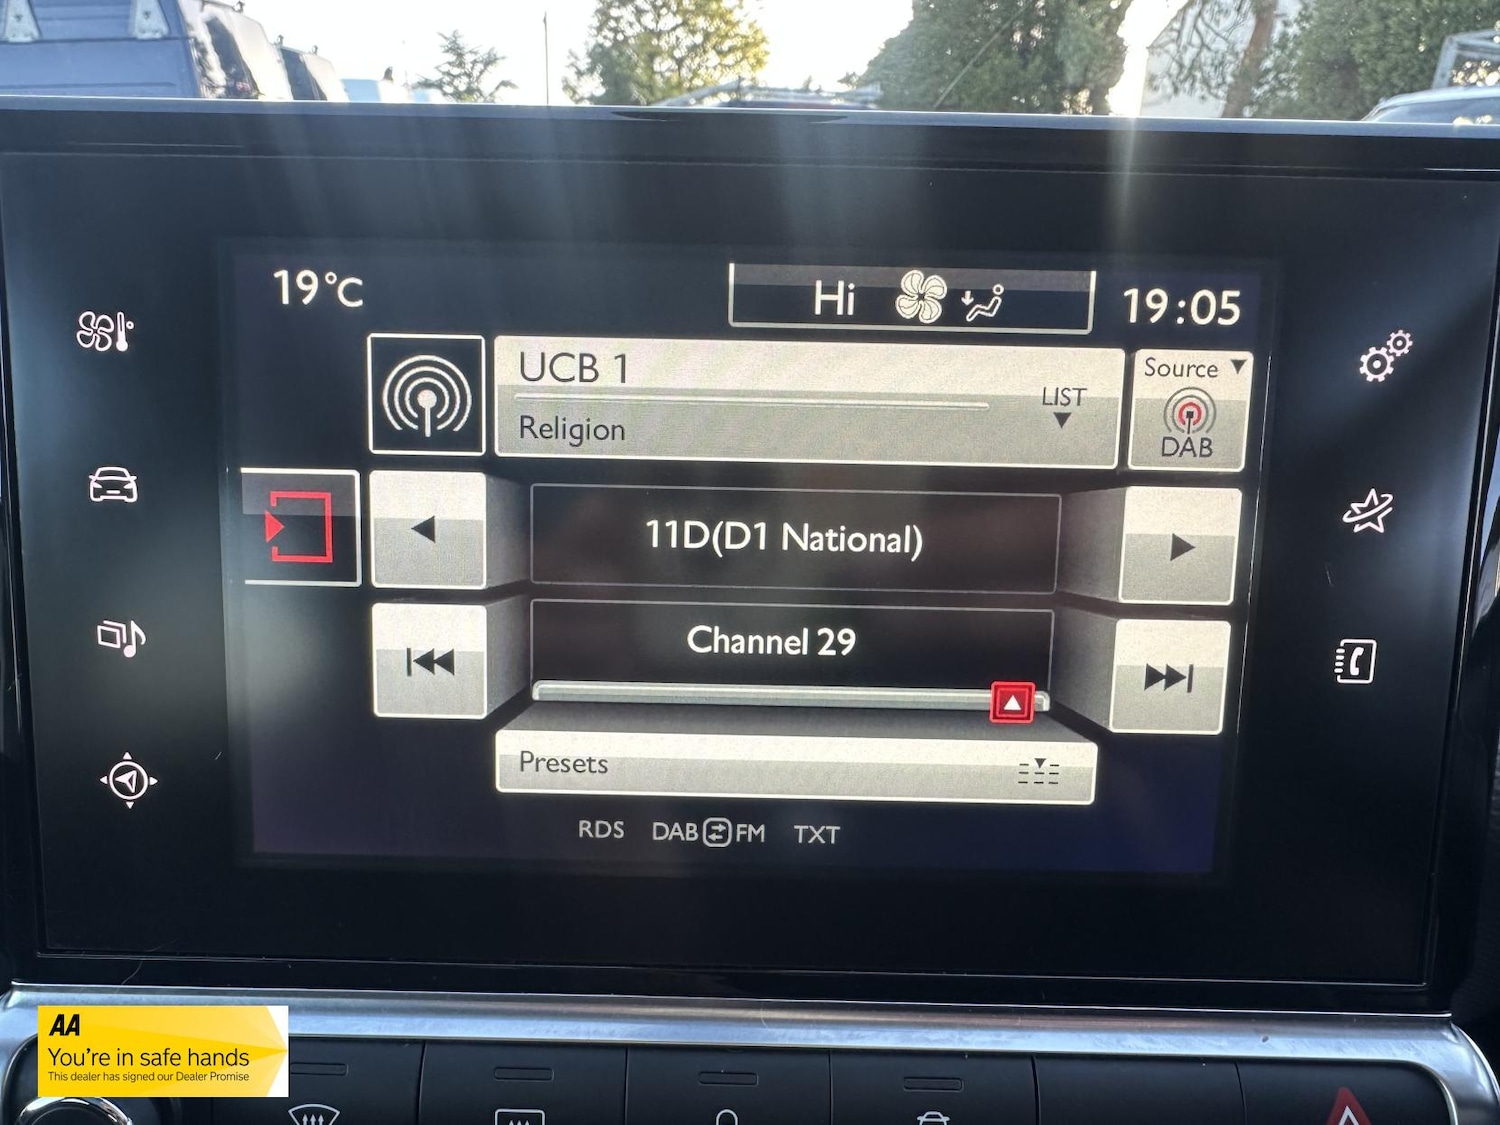 19°C
Hi
19:05
UCB 1
LIST
Religion
Source
DAB
11D(D1 National)
Channel 29
Presets
RDS DAB FM TXT
AA
You're in safe hands
This dealer has signed our Dealer Promise